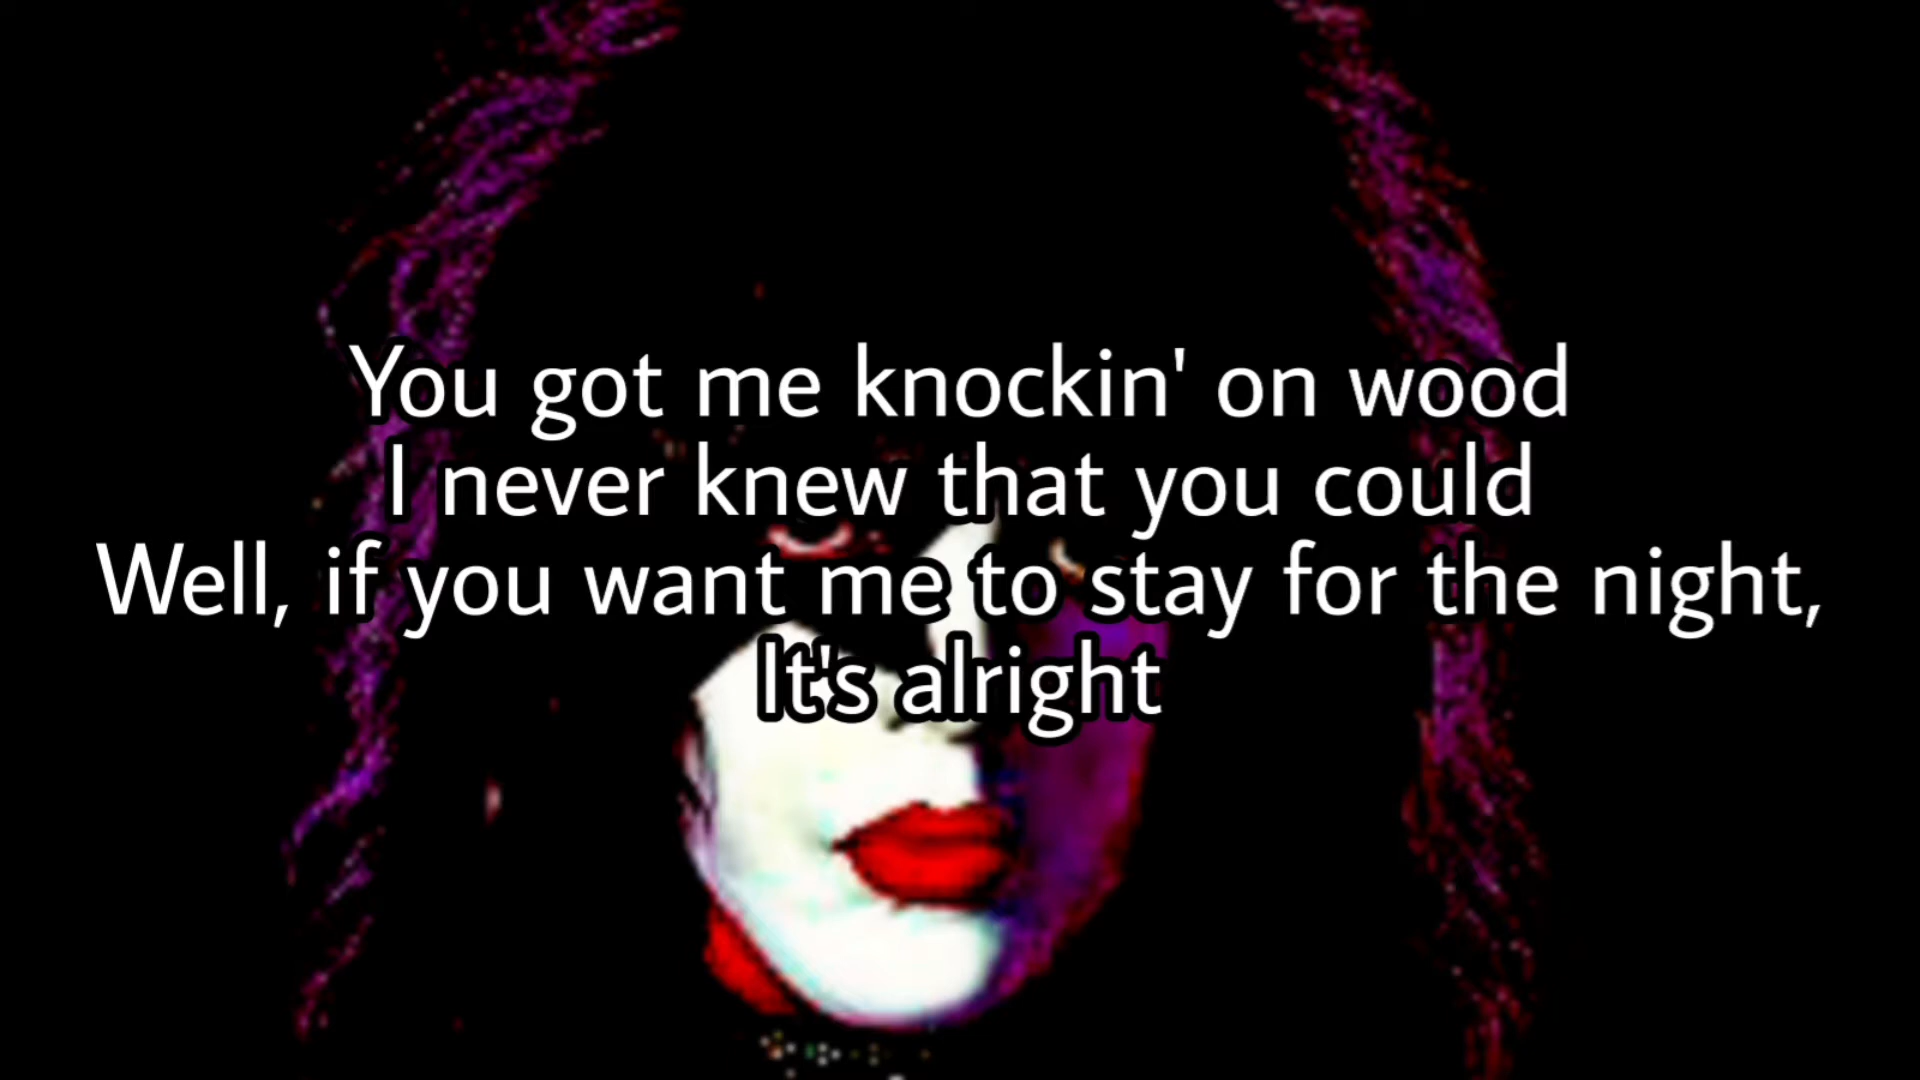 You got me knockin' on wood
I never knew that you could
Well, if you want me to stay for the night,
It's alright